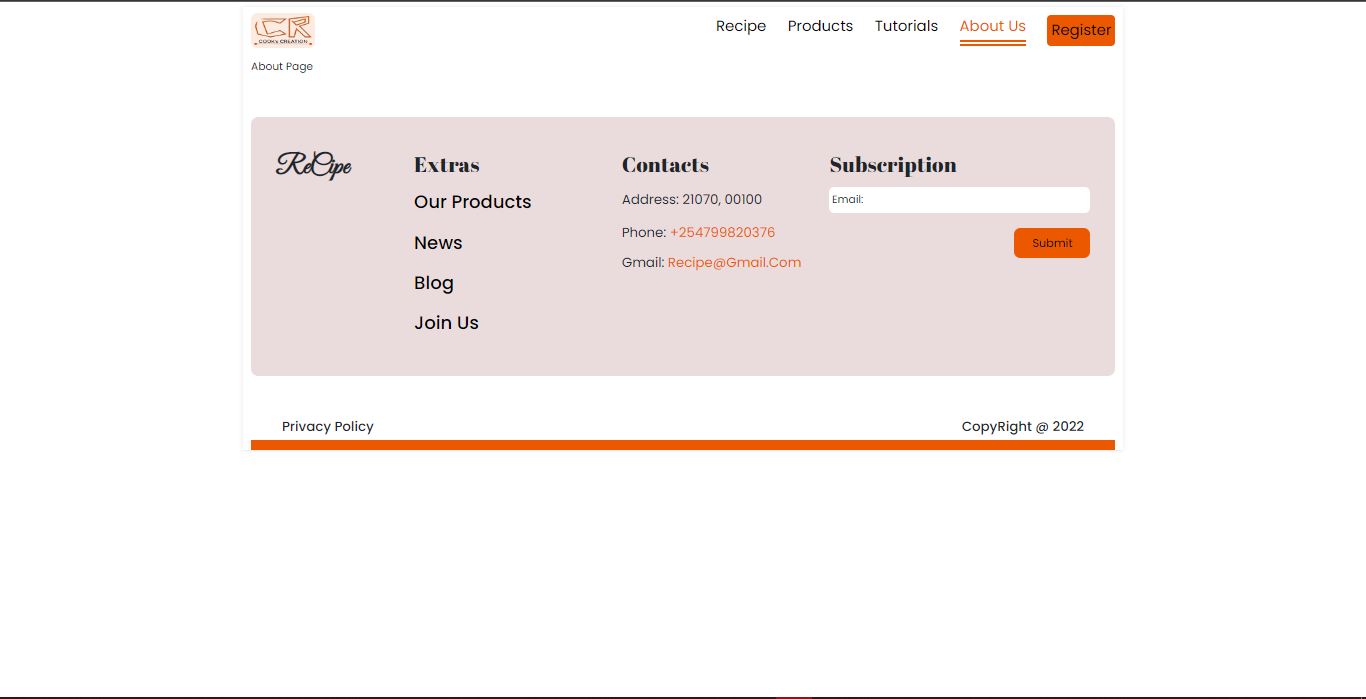 CR
COOKS CREATION
Recipe Products Tutorials About Us Register
About Page
ReCipe
Extras
Our Products
News
Blog
Join Us
Contacts
Address: 21070, 00100
Phone: +254799820376
Gmail: Recipe@Gmail.Com
Subscription
Email:
Submit
Privacy Policy
CopyRight @ 2022